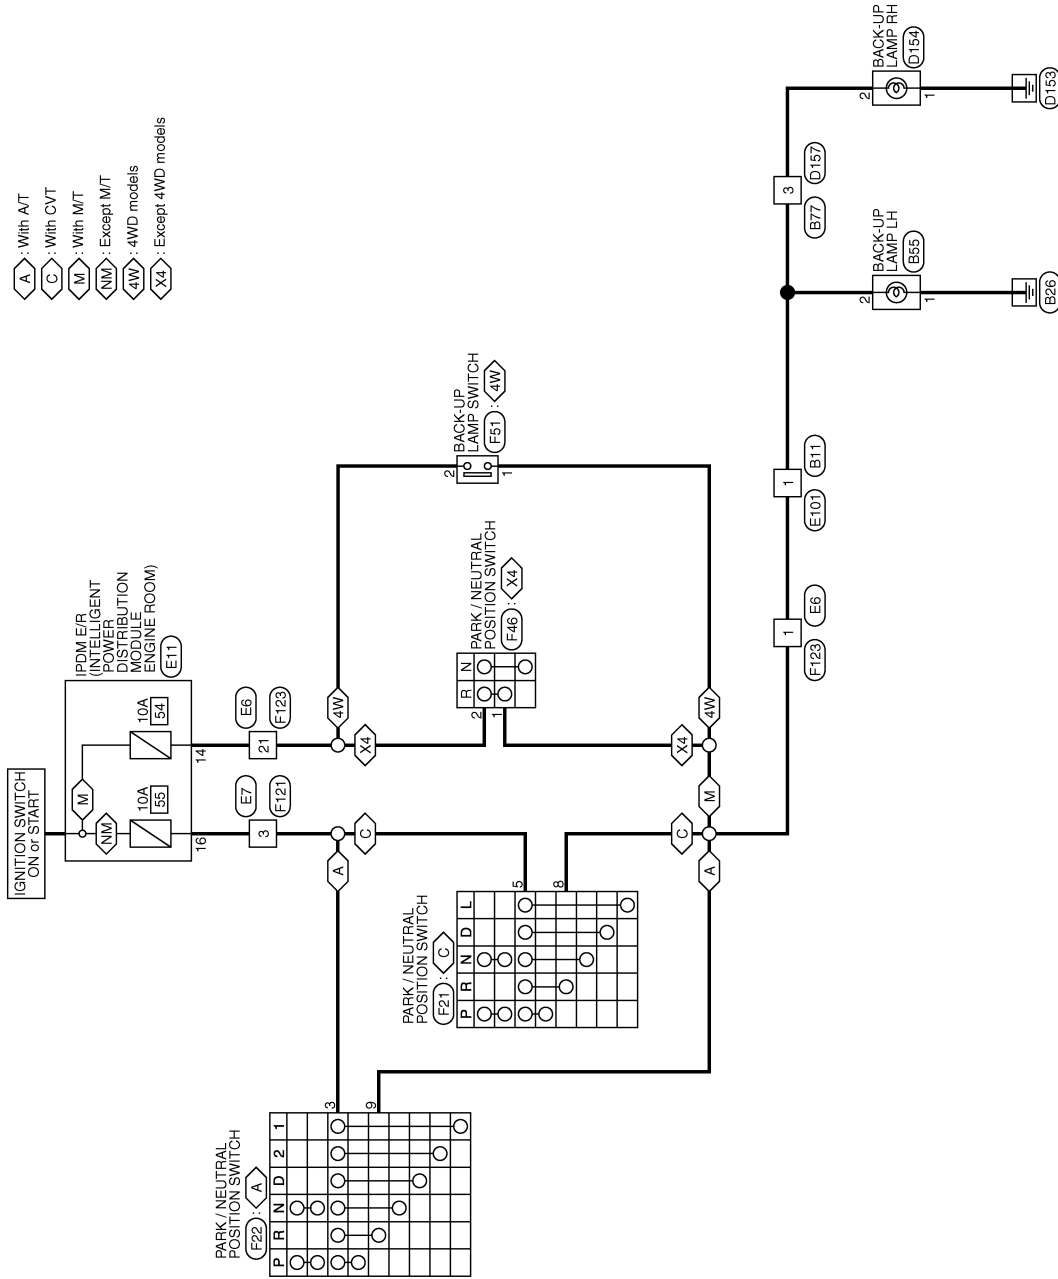 IGNITION SWITCH
ON or START
IPDM E/R
(INTELLIGENT
POWER
DISTRIBUTION
MODULE
ENGINE ROOM)
E11
M
NM
10A
55
10A
54
16
14
3
E7
F121
21
E6
F123
A
C
X4
4W
PARK / NEUTRAL
POSITION SWITCH
F22 : A
P R N D 2 1
3
9
PARK / NEUTRAL
POSITION SWITCH
F21 : C
P R N D L
5
8
PARK / NEUTRAL
POSITION SWITCH
F46 : X4
R N
2
1
BACK-UP
LAMP SWITCH
F51 : 4W
2
1
A
C
M
X4
4W
1
F123
E6
1
E101
B11
BACK-UP
LAMP LH
B55
2
1
B26
3
B77
D157
BACK-UP
LAMP RH
D154
2
1
D153
A : With A/T
C : With CVT
M : With M/T
NM : Except M/T
4W : 4WD models
X4 : Except 4WD models